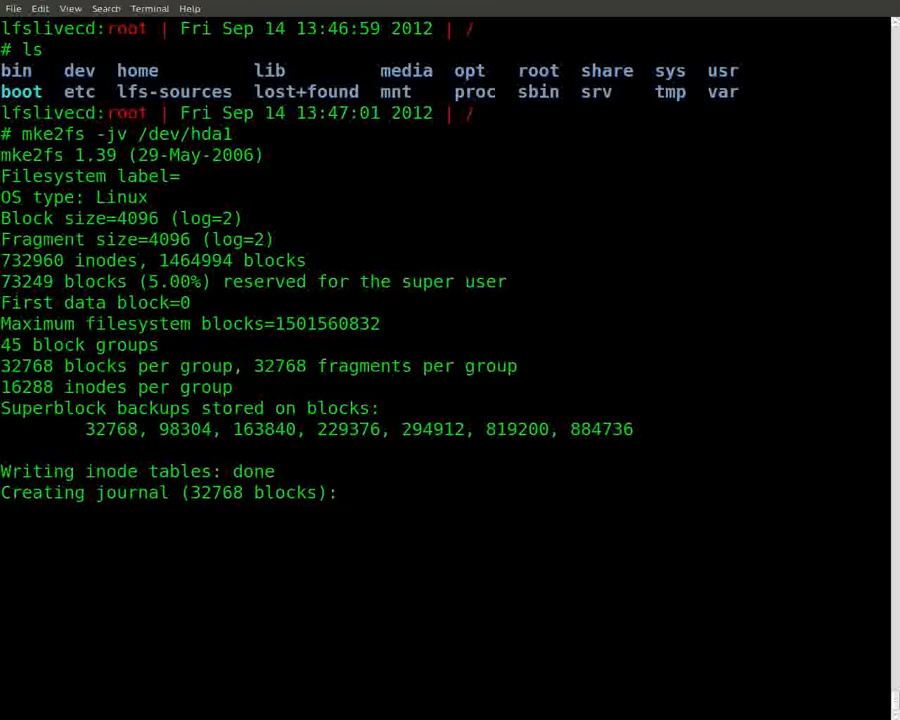 File Edit View Search Terminal Help
lfslivecd:root | Fri Sep 14 13:46:59 2012 | /
# ls
bin dev home lib media opt root share sys usr
boot etc lfs-sources lost+found mnt proc sbin srv tmp var
lfslivecd:root | Fri Sep 14 13:47:01 2012 | /
# mke2fs -jv /dev/hda1
mke2fs 1.39 (29-May-2006)
Filesystem label=
OS type: Linux
Block size=4096 (log=2)
Fragment size=4096 (log=2)
732960 inodes, 1464994 blocks
73249 blocks (5.00%) reserved for the super user
First data block=0
Maximum filesystem blocks=1501560832
45 block groups
32768 blocks per group, 32768 fragments per group
16288 inodes per group
Superblock backups stored on blocks:
32768, 98304, 163840, 229376, 294912, 819200, 884736
Writing inode tables: done
Creating journal (32768 blocks):